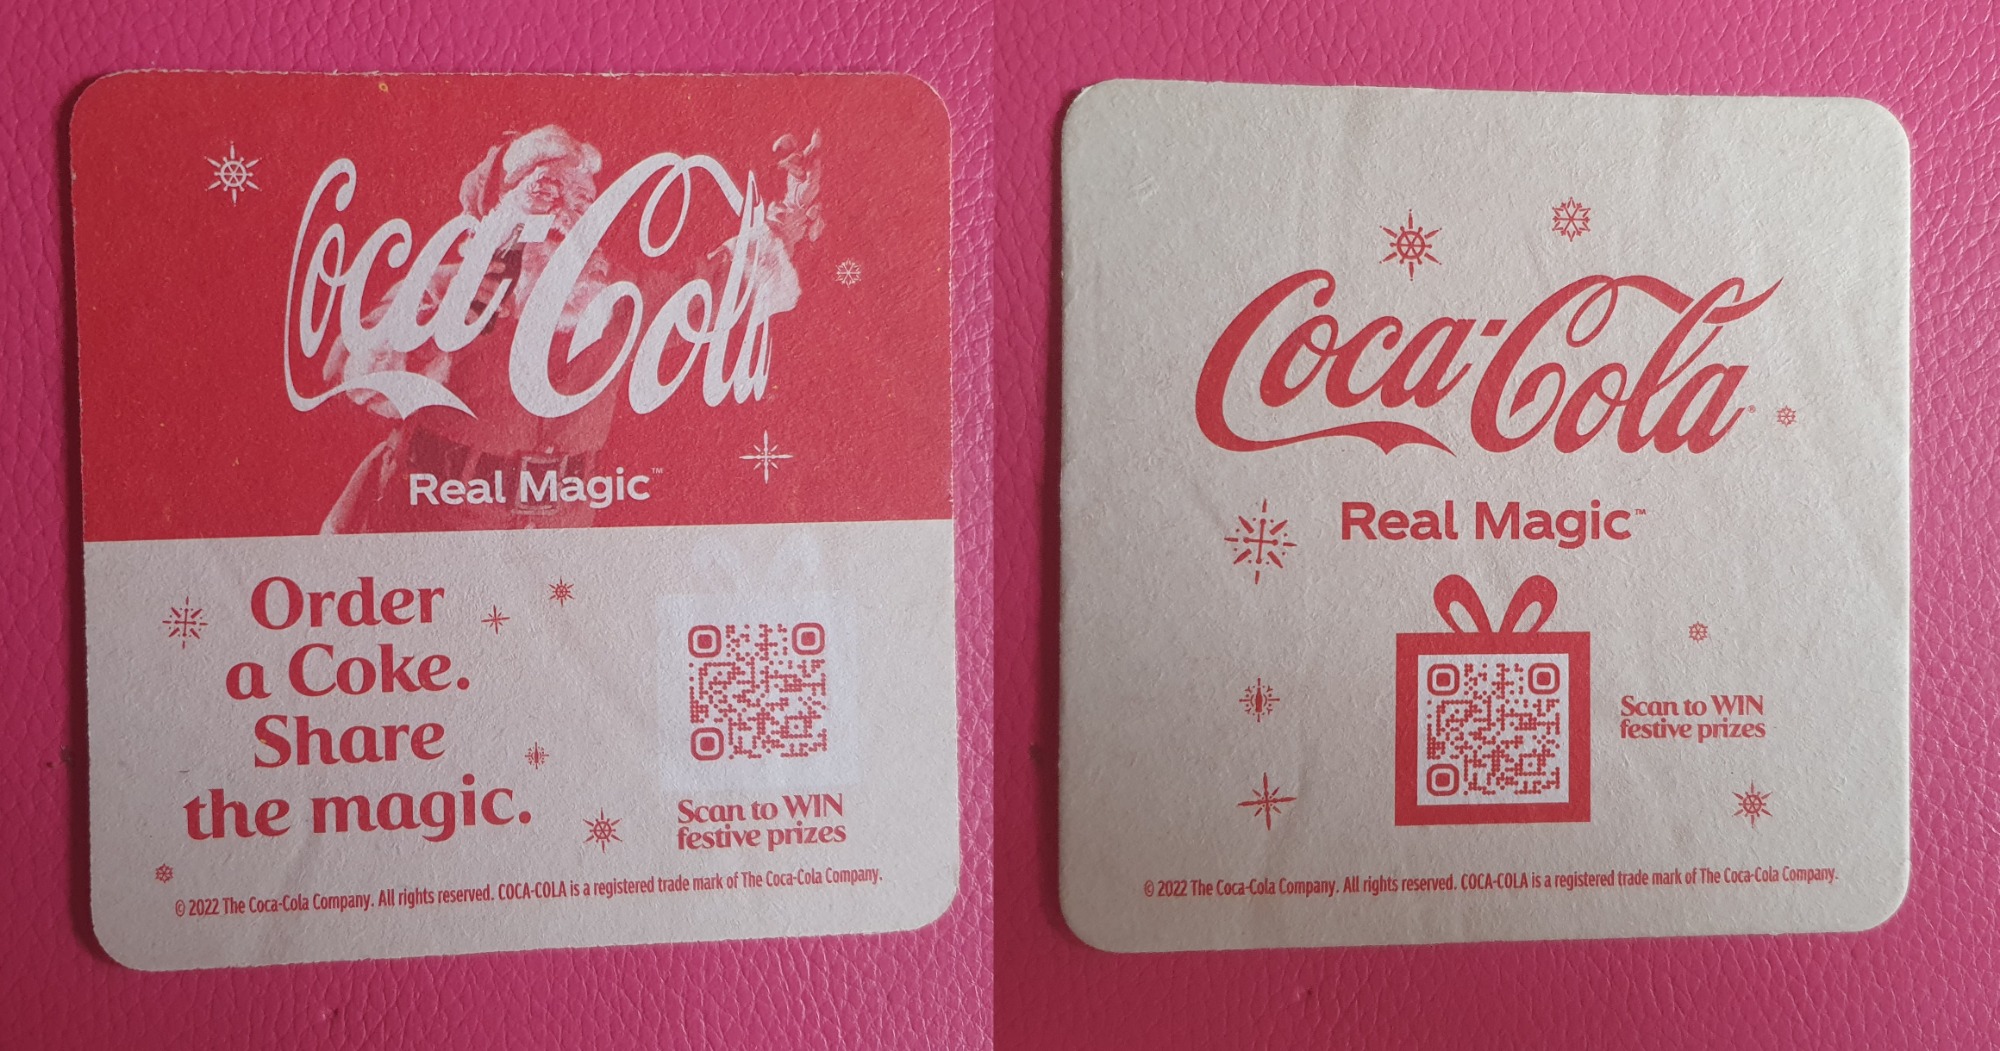 Coca-Cola
Real Magic™
Order
a Coke.
Share
the magic.
Scan to WIN
festive prizes
© 2022 The Coca-Cola Company. All rights reserved. COCA-COLA is a registered trade mark of The Coca-Cola Company.
Coca-Cola®
Real Magic™
Scan to WIN
festive prizes
© 2022 The Coca-Cola Company. All rights reserved. COCA-COLA is a registered trade mark of The Coca-Cola Company.